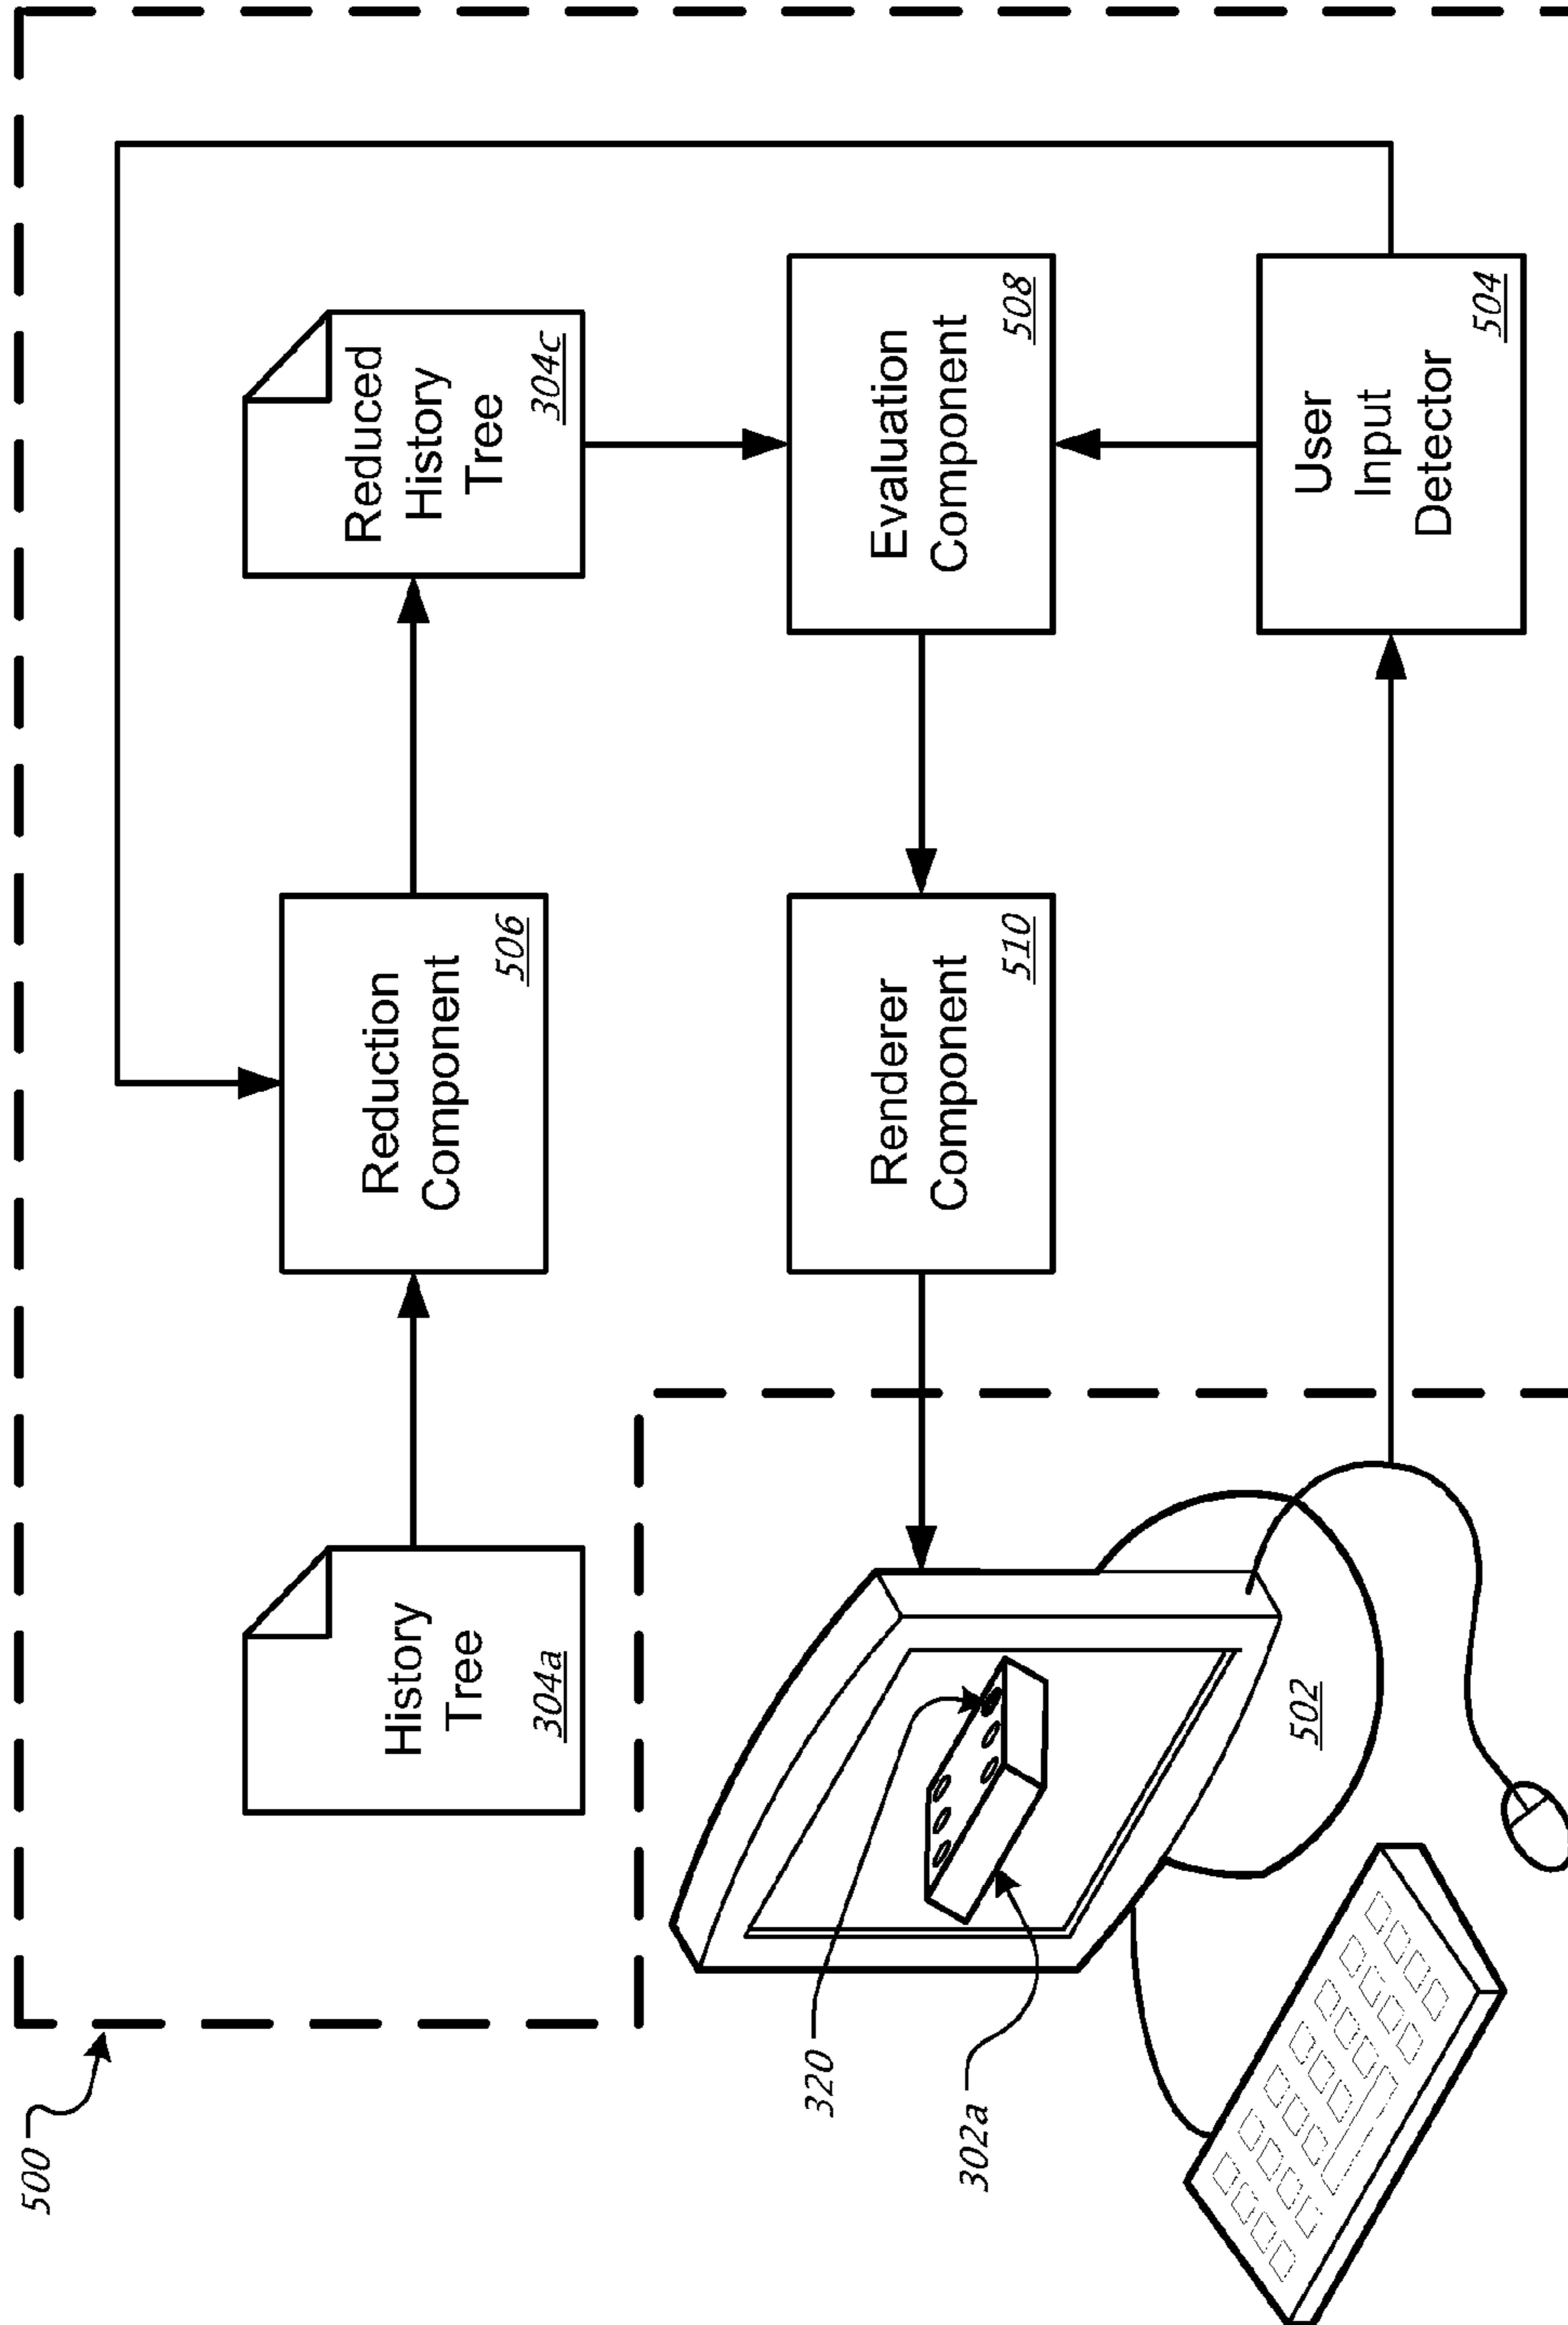 500
History
Tree
304a
Reduction
Component
506
Reduced
History
Tree
304c
320
302a
502
Renderer
Component
510
Evaluation
Component
508
User
Input
Detector
504